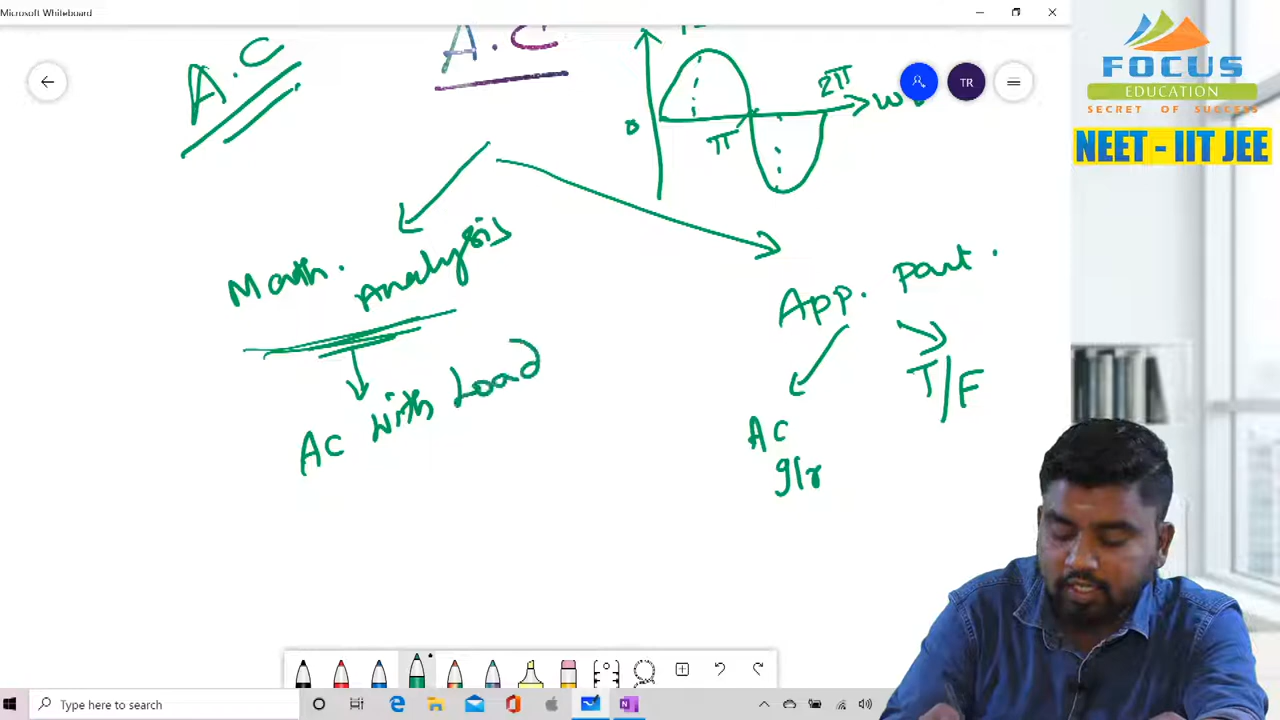 Microsoft Whiteboard
A.C
A.C
0
π
2π
TR
Math. Analysis
AC with Load
App. part.
AC
g/r
T/F
FOCUS
EDUCATION
SECRET OF SUCCESS
NEET - IIT JEE
Type here to search